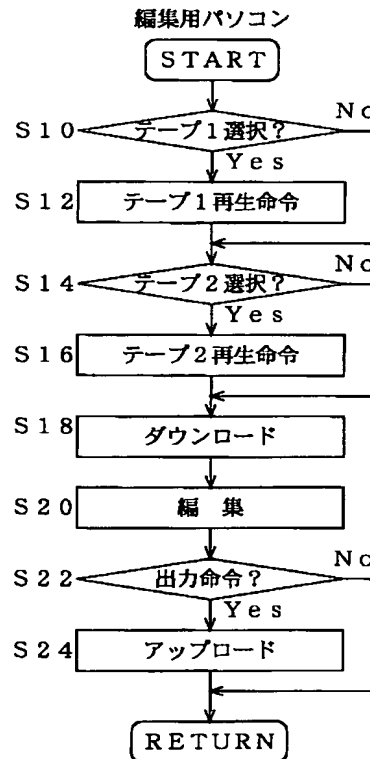 編集用パソコン
START
S10 テープ1選択? No
Yes
S12 テープ1再生命令
S14 テープ2選択? No
Yes
S16 テープ2再生命令
S18 ダウンロード
S20 編 集
S22 出力命令? No
Yes
S24 アップロード
RETURN